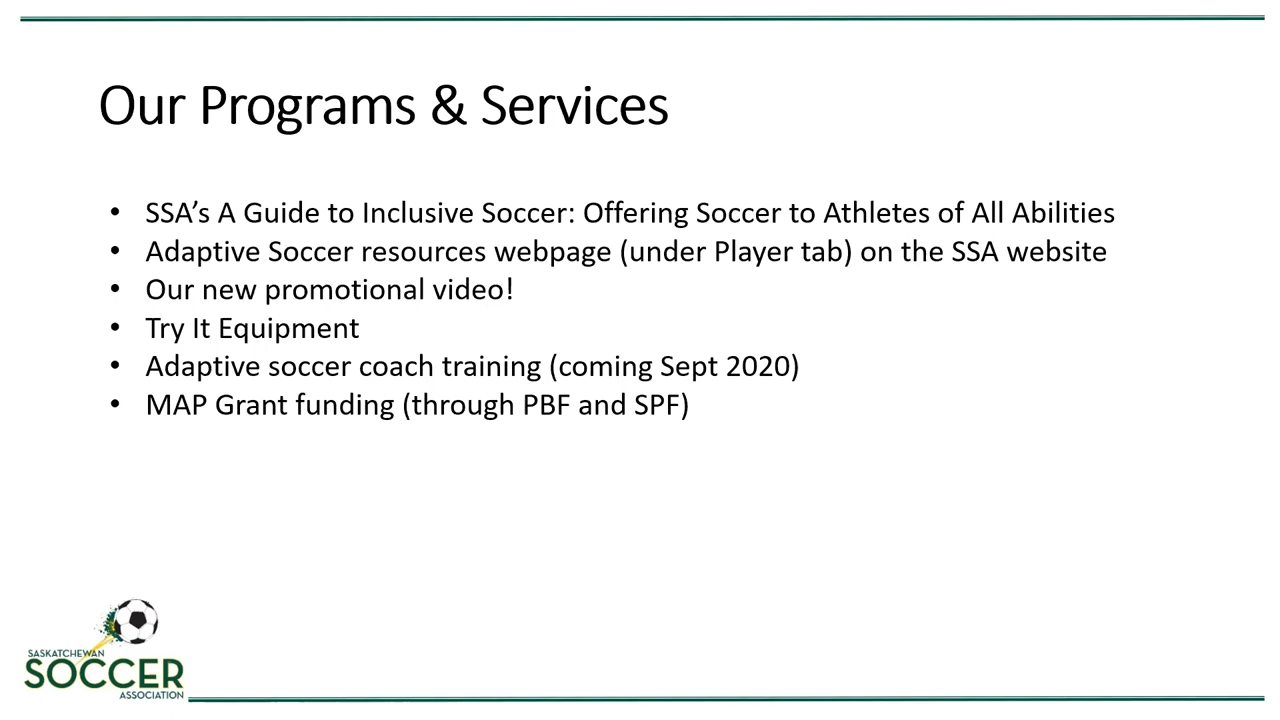 Our Programs & Services
• SSA’s A Guide to Inclusive Soccer: Offering Soccer to Athletes of All Abilities
• Adaptive Soccer resources webpage (under Player tab) on the SSA website
• Our new promotional video!
• Try It Equipment
• Adaptive soccer coach training (coming Sept 2020)
• MAP Grant funding (through PBF and SPF)
SASKATCHEWAN
SOCCER
ASSOCIATION